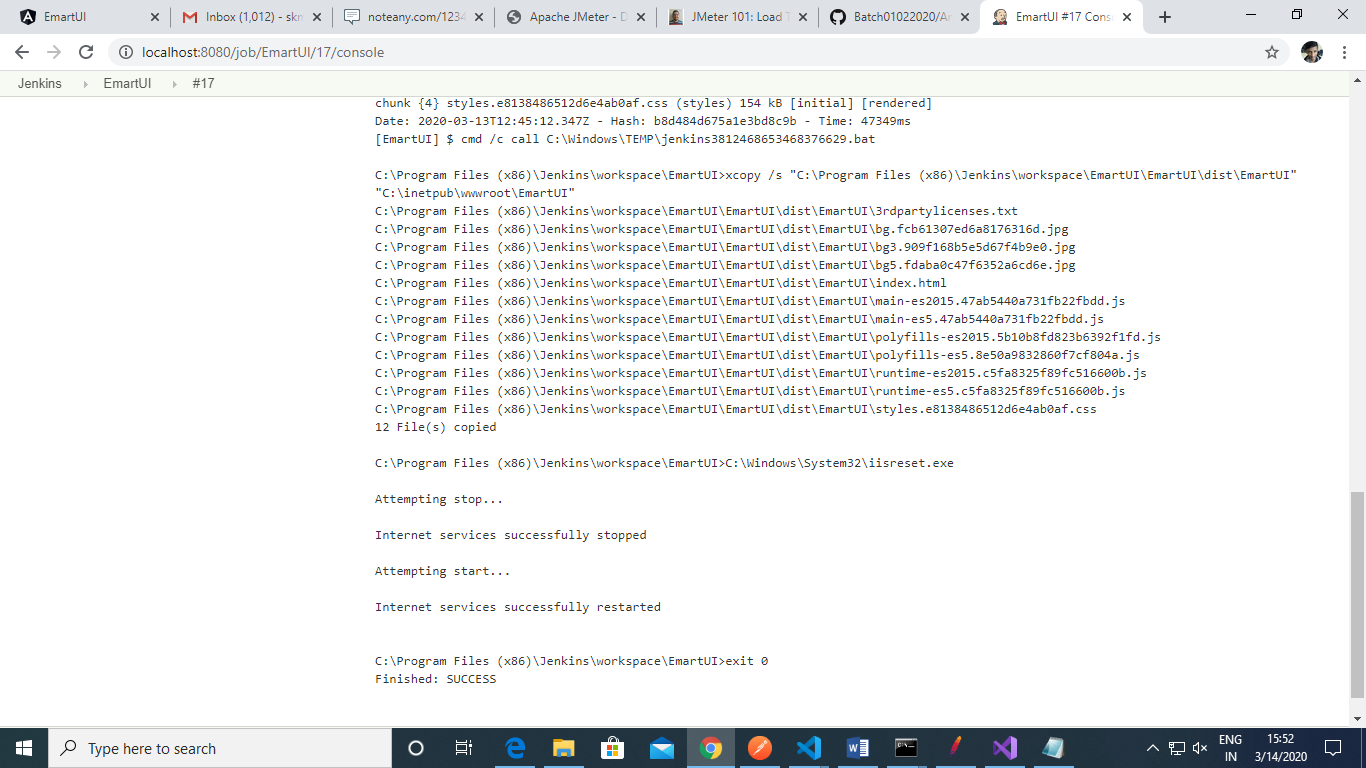 EmartUI
Inbox (1,012) - skn
noteany.com/1234
Apache JMeter - D
JMeter 101: Load T
Batch01022020/Ar
EmartUI #17 Cons
localhost:8080/job/EmartUI/17/console
Jenkins
EmartUI
#17
chunk {4} styles.e8138486512d6e4ab0af.css (styles) 154 kB [initial] [rendered]
Date: 2020-03-13T12:45:12.347Z - Hash: b8d484d675a1e3bd8c9b - Time: 47349ms
[EmartUI] $ cmd /c call C:\Windows\TEMP\jenkins3812468653468376629.bat
C:\Program Files (x86)\Jenkins\workspace\EmartUI>xcopy /s "C:\Program Files (x86)\Jenkins\workspace\EmartUI\EmartUI\dist\EmartUI"
"C:\inetpub\wwwroot\EmartUI"
C:\Program Files (x86)\Jenkins\workspace\EmartUI\EmartUI\dist\EmartUI\3rdpartylicenses.txt
C:\Program Files (x86)\Jenkins\workspace\EmartUI\EmartUI\dist\EmartUI\bg.fcb61307ed6a8176316d.jpg
C:\Program Files (x86)\Jenkins\workspace\EmartUI\EmartUI\dist\EmartUI\bg3.909f168b5e5d67f4b9e0.jpg
C:\Program Files (x86)\Jenkins\workspace\EmartUI\EmartUI\dist\EmartUI\bg5.fdaba0c47f6352a6cd6e.jpg
C:\Program Files (x86)\Jenkins\workspace\EmartUI\EmartUI\dist\EmartUI\index.html
C:\Program Files (x86)\Jenkins\workspace\EmartUI\EmartUI\dist\EmartUI\main-es2015.47ab5440a731fb22fbdd.js
C:\Program Files (x86)\Jenkins\workspace\EmartUI\EmartUI\dist\EmartUI\main-es5.47ab5440a731fb22fbdd.js
C:\Program Files (x86)\Jenkins\workspace\EmartUI\EmartUI\dist\EmartUI\polyfills-es2015.5b10b8fd823b6392f1fd.js
C:\Program Files (x86)\Jenkins\workspace\EmartUI\EmartUI\dist\EmartUI\polyfills-es5.8e50a9832860f7cf804a.js
C:\Program Files (x86)\Jenkins\workspace\EmartUI\EmartUI\dist\EmartUI\runtime-es2015.c5fa8325f89fc516600b.js
C:\Program Files (x86)\Jenkins\workspace\EmartUI\EmartUI\dist\EmartUI\runtime-es5.c5fa8325f89fc516600b.js
C:\Program Files (x86)\Jenkins\workspace\EmartUI\EmartUI\dist\EmartUI\styles.e8138486512d6e4ab0af.css
12 File(s) copied
C:\Program Files (x86)\Jenkins\workspace\EmartUI>C:\Windows\System32\iisreset.exe
Attempting stop...
Internet services successfully stopped
Attempting start...
Internet services successfully restarted
C:\Program Files (x86)\Jenkins\workspace\EmartUI>exit 0
Finished: SUCCESS
Type here to search
ENG
IN
15:52
3/14/2020